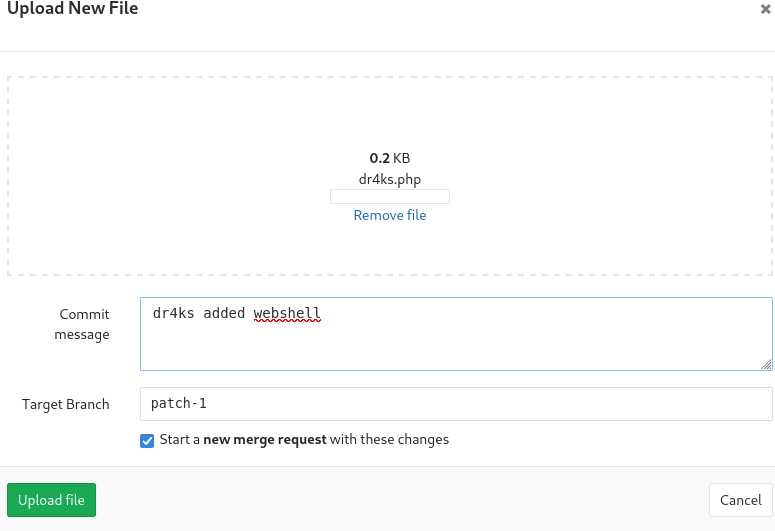 Upload New File
×
0.2 KB
dr4ks.php
Remove file
Commit message
dr4ks added webshell
Target Branch
patch-1
Start a new merge request with these changes
Upload file
Cancel